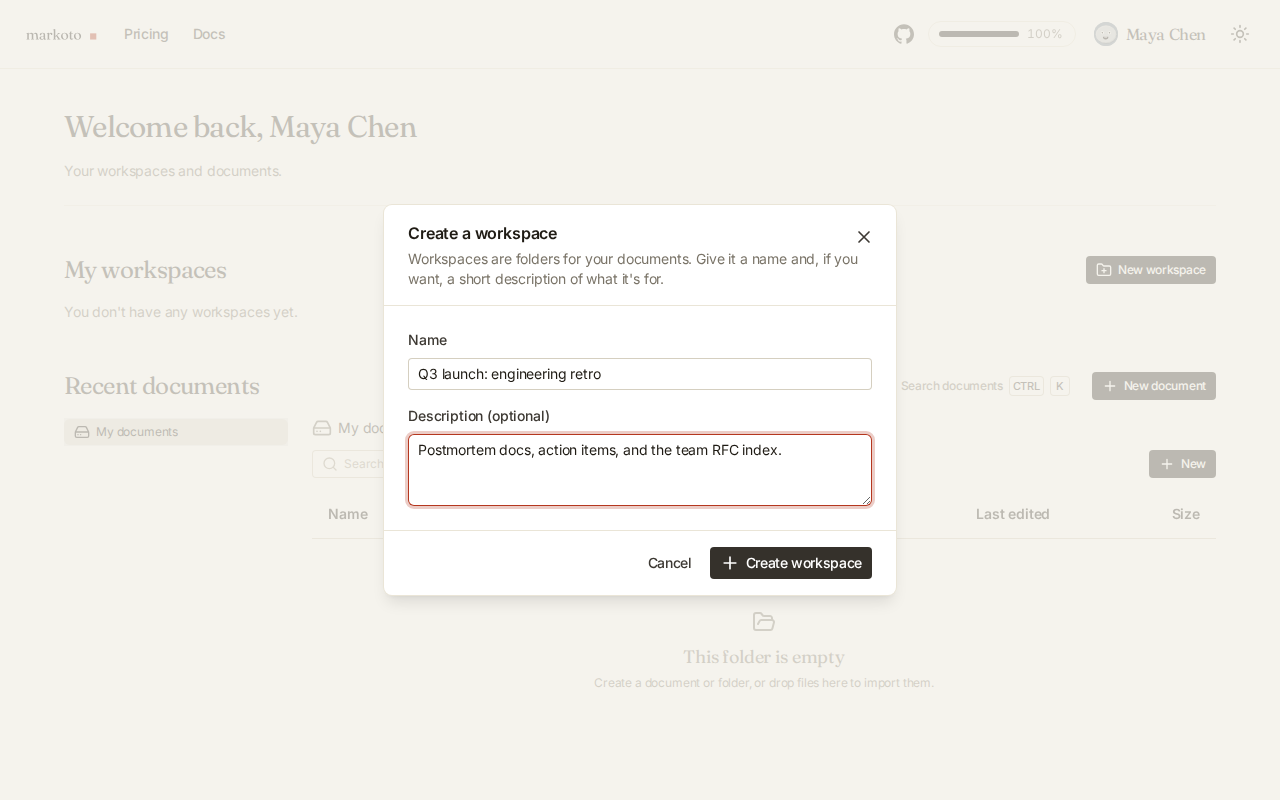 markoto
Pricing
Docs
100%
Maya Chen
Welcome back, Maya Chen
Your workspaces and documents.
My workspaces
New workspace
You don't have any workspaces yet.
Recent documents
Search documents
CTRL
K
New document
My documents
My doc
Search
New
Name
Last edited
Size
This folder is empty
Create a document or folder, or drop files here to import them.
Create a workspace
Workspaces are folders for your documents. Give it a name and, if you
want, a short description of what it's for.
Name
Q3 launch: engineering retro
Description (optional)
Postmortem docs, action items, and the team RFC index.
Cancel
Create workspace